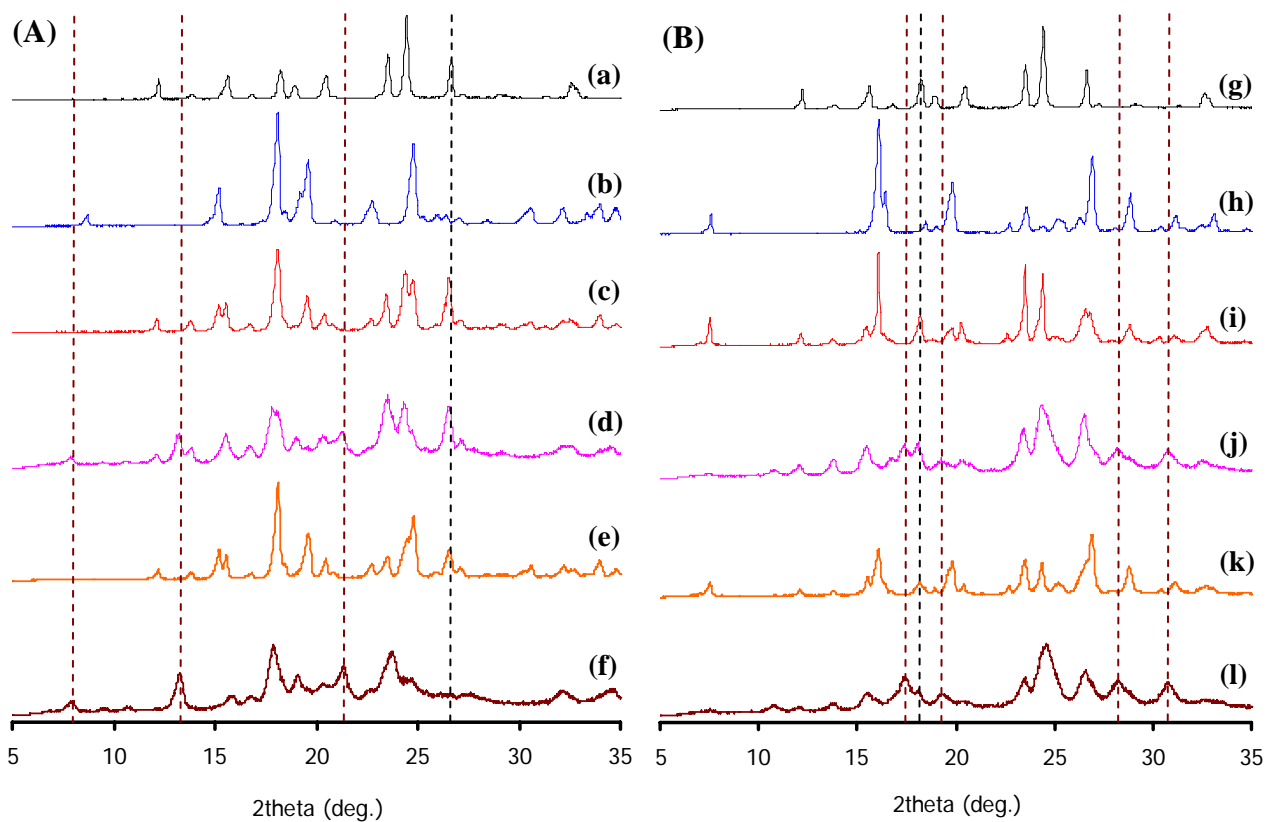 (A)
(a)
(b)
(c)
(d)
(e)
(f)
5 10 15 20 25 30 35
2theta (deg.)
(B)
(g)
(h)
(i)
(j)
(k)
(l)
5 10 15 20 25 30 35
2theta (deg.)